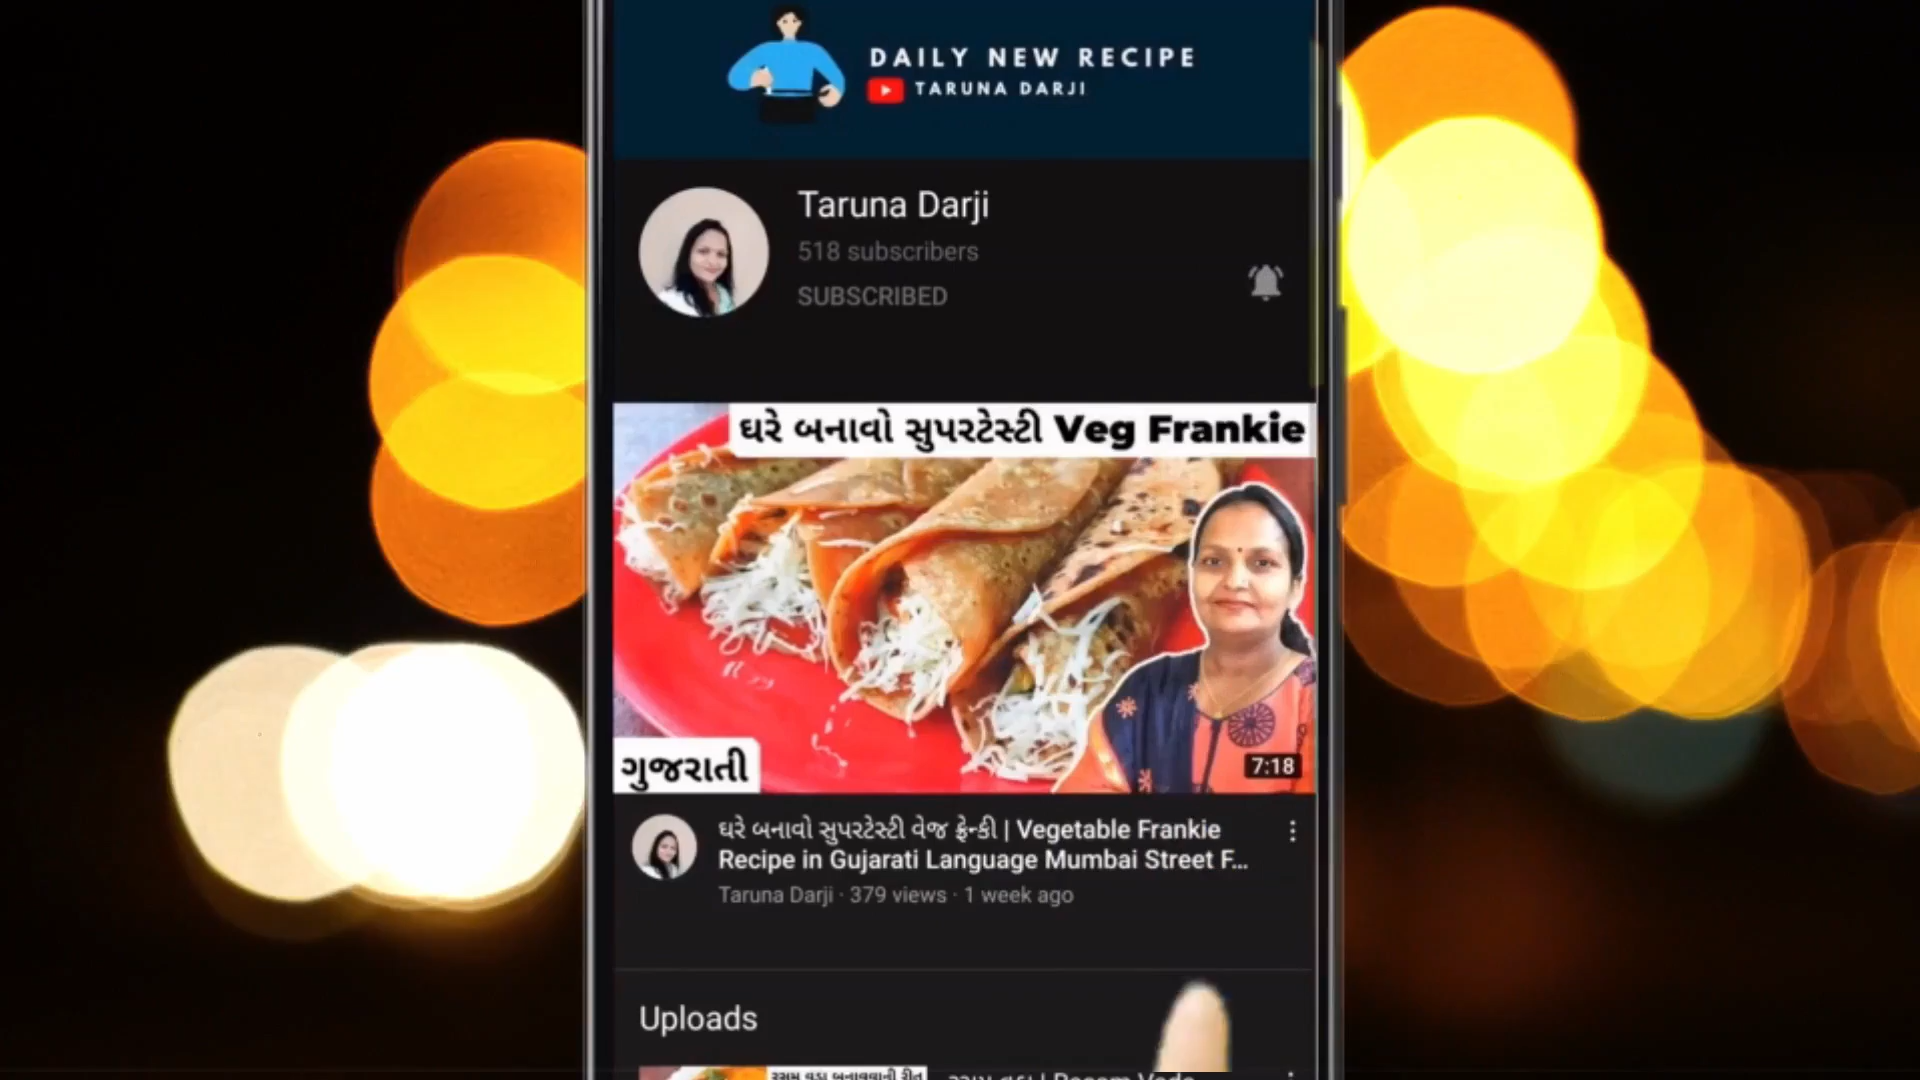 DAILY NEW RECIPE
TARUNA DARJI
Taruna Darji
518 subscribers
SUBSCRIBED
ઘરે બનાવો સુપરટેસ્ટી Veg Frankie
ગુજરાતી
7:18
ઘરે બનાવો સુપરટેસ્ટી વેજ ફ્રેન્કી | Vegetable Frankie
Recipe in Gujarati Language Mumbai Street F...
Taruna Darji · 379 views · 1 week ago
Uploads